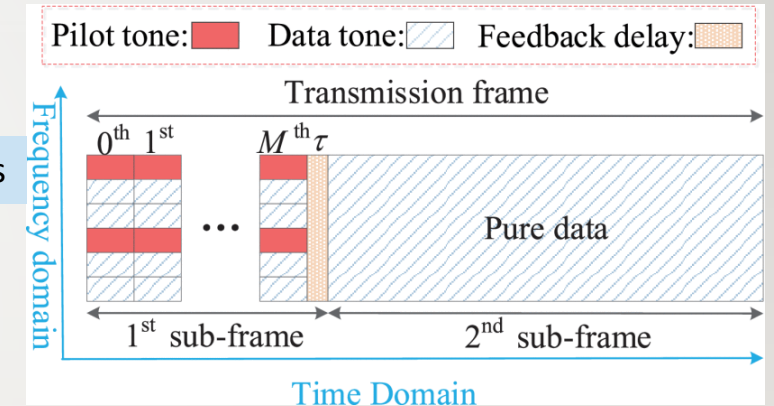 Pilot tone: Data tone: Feedback delay:
Transmission frame
0th 1st Mth τ
s
...
Pure data
1st sub-frame 2nd sub-frame
Frequency domain
Time Domain